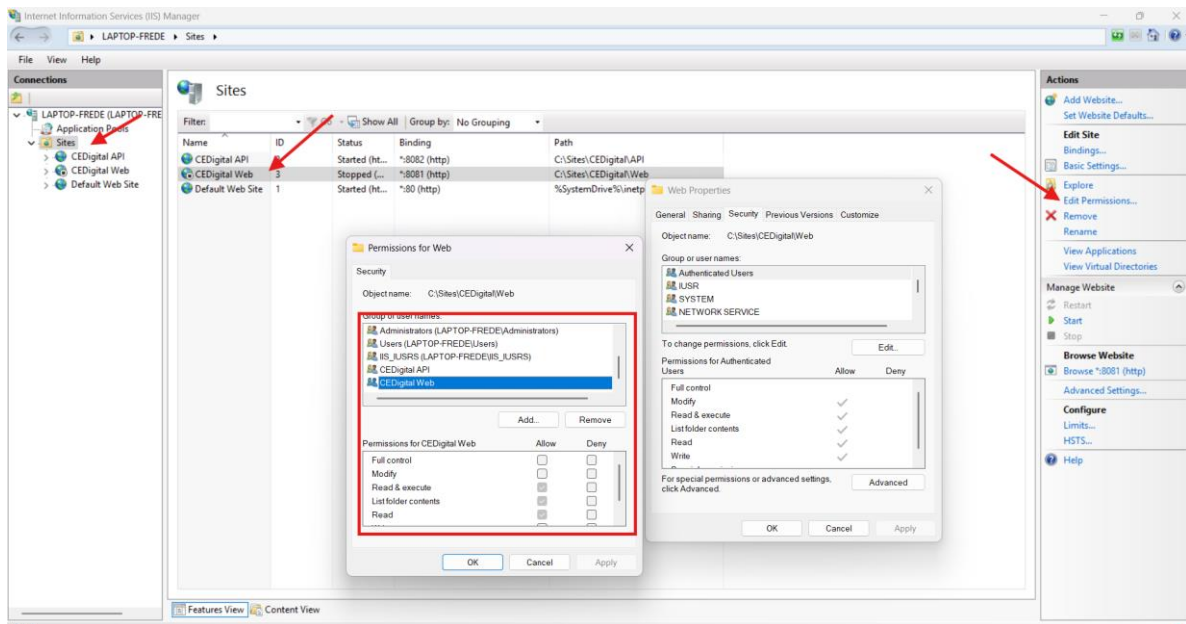 Internet Information Services (IIS) Manager
LAPTOP-FREDE Sites
File View Help
Connections
LAPTOP-FREDE (LAPTOP-FRE
Application Pools
Sites
CEDigital API
CEDigital Web
Default Web Site
Sites
Filter: Show All Group by: No Grouping
Name ID Status Binding Path
CEDigital API Started (ht... *:8082 (http) C:\Sites\CEDigital\API
CEDigital Web 3 Stopped (... *:8081 (http) C:\Sites\CEDigital\Web
Default Web Site 1 Started (ht... *:80 (http) %SystemDrive%\inetp
Permissions for Web
Security
Object name: C:\Sites\CEDigital\Web
Group or user names:
Administrators (LAPTOP-FREDE\Administrators)
Users (LAPTOP-FREDE\Users)
IIS_IUSRS (LAPTOP-FREDE\IIS_IUSRS)
CEDigital API
CEDigital Web
Add... Remove
Permissions for CEDigital Web Allow Deny
Full control
Modify
Read & execute
List folder contents
Read
OK Cancel Apply
Web Properties
General Sharing Security Previous Versions Customize
Object name: C:\Sites\CEDigital\Web
Group or user names:
Authenticated Users
IUSR
SYSTEM
NETWORK SERVICE
To change permissions, click Edit.
Edit...
Permissions for Authenticated
Users Allow Deny
Full control
Modify
Read & execute
List folder contents
Read
Write
For special permissions or advanced settings,
click Advanced.
Advanced
OK Cancel Apply
Features View Content View
Actions
Add Website...
Set Website Defaults...
Edit Site
Bindings...
Basic Settings...
Explore
Edit Permissions...
Remove
Rename
View Applications
View Virtual Directories
Manage Website
Restart
Start
Stop
Browse Website
Browse *:8081 (http)
Advanced Settings...
Configure
Limits...
HSTS...
Help